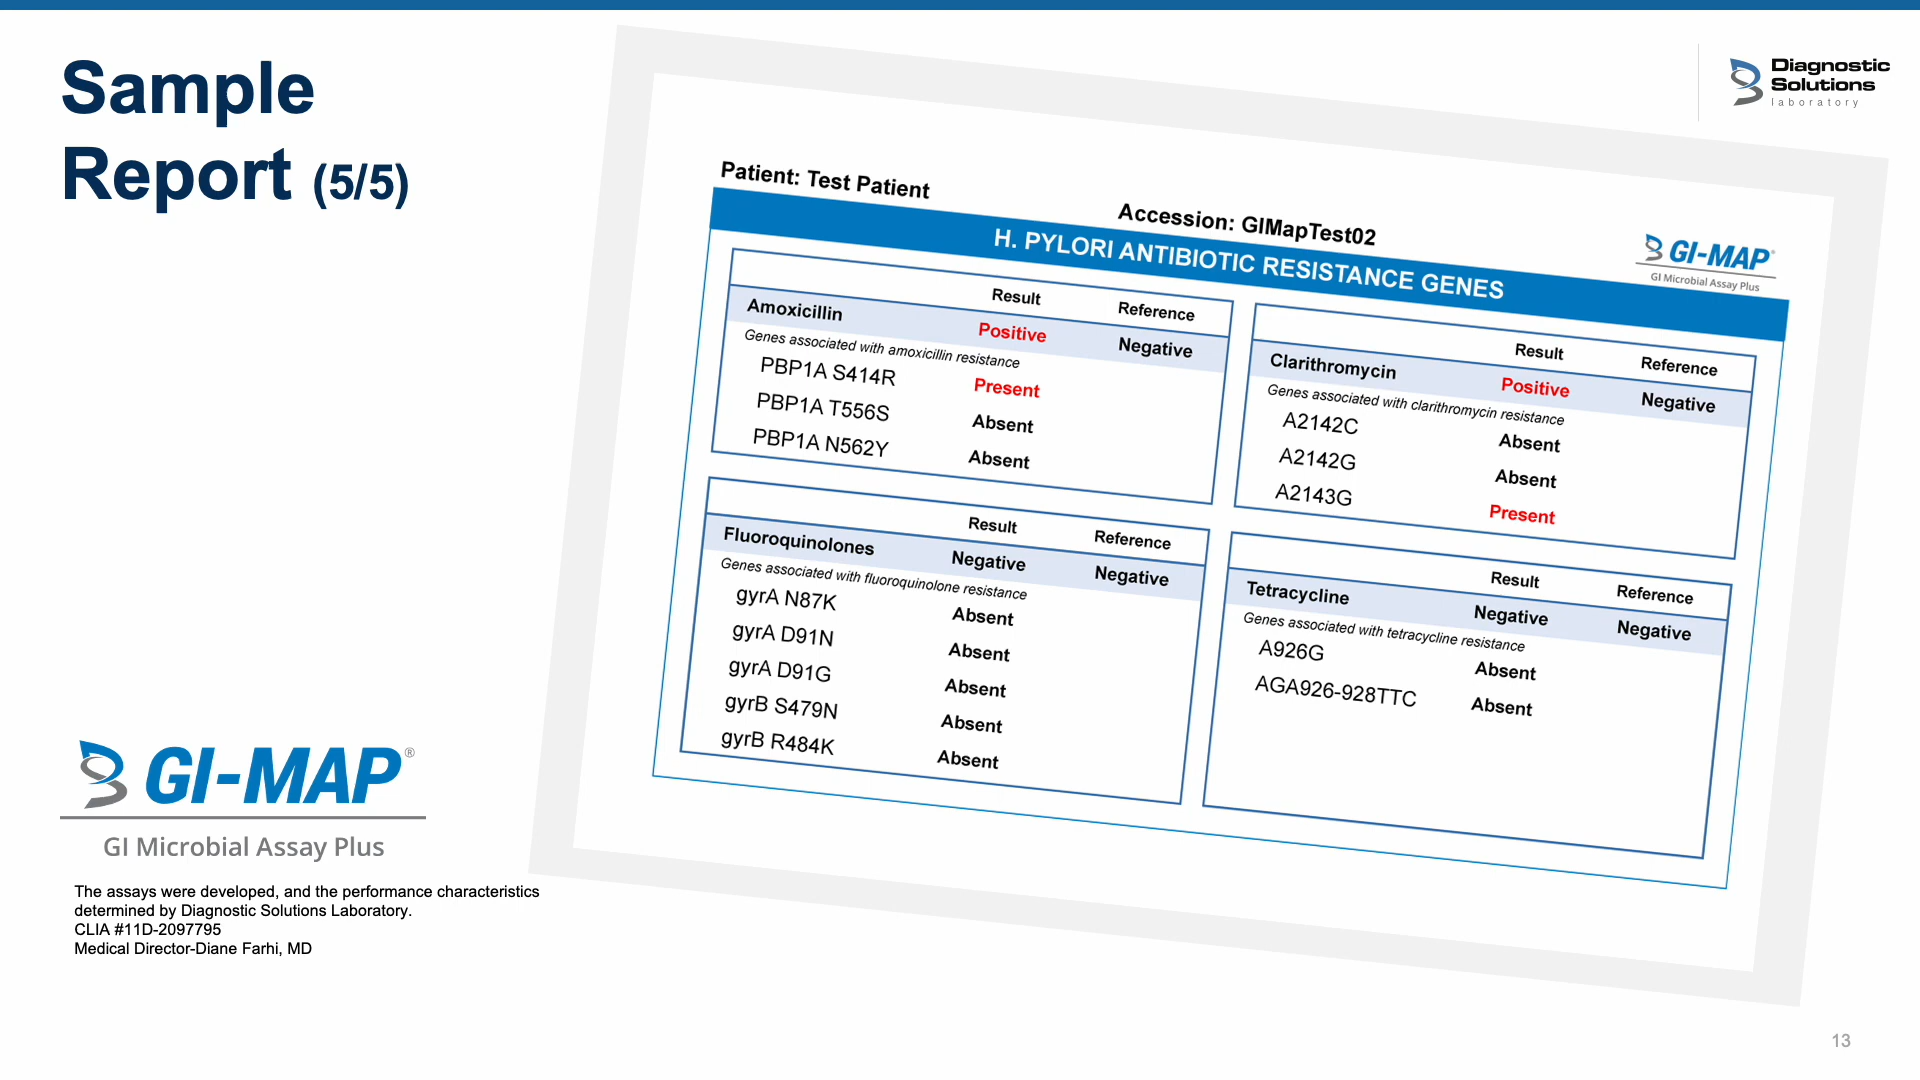 Sample
Report (5/5)
Diagnostic
Solutions
laboratory
Patient: Test Patient
Accession: GIMapTest02
GI-MAP®
GI Microbial Assay Plus
H. PYLORI ANTIBIOTIC RESISTANCE GENES
Result Reference
Amoxicillin Positive Negative
Genes associated with amoxicillin resistance
PBP1A S414R Present
PBP1A T556S Absent
PBP1A N562Y Absent
Result Reference
Clarithromycin Positive Negative
Genes associated with clarithromycin resistance
A2142C Absent
A2142G Absent
A2143G Present
Result Reference
Fluoroquinolones Negative Negative
Genes associated with fluoroquinolone resistance
gyrA N87K Absent
gyrA D91N Absent
gyrA D91G Absent
gyrB S479N Absent
gyrB R484K Absent
Result Reference
Tetracycline Negative Negative
Genes associated with tetracycline resistance
A926G Absent
AGA926-928TTC Absent
GI-MAP®
GI Microbial Assay Plus
The assays were developed, and the performance characteristics
determined by Diagnostic Solutions Laboratory.
CLIA #11D-2097795
Medical Director-Diane Farhi, MD
13